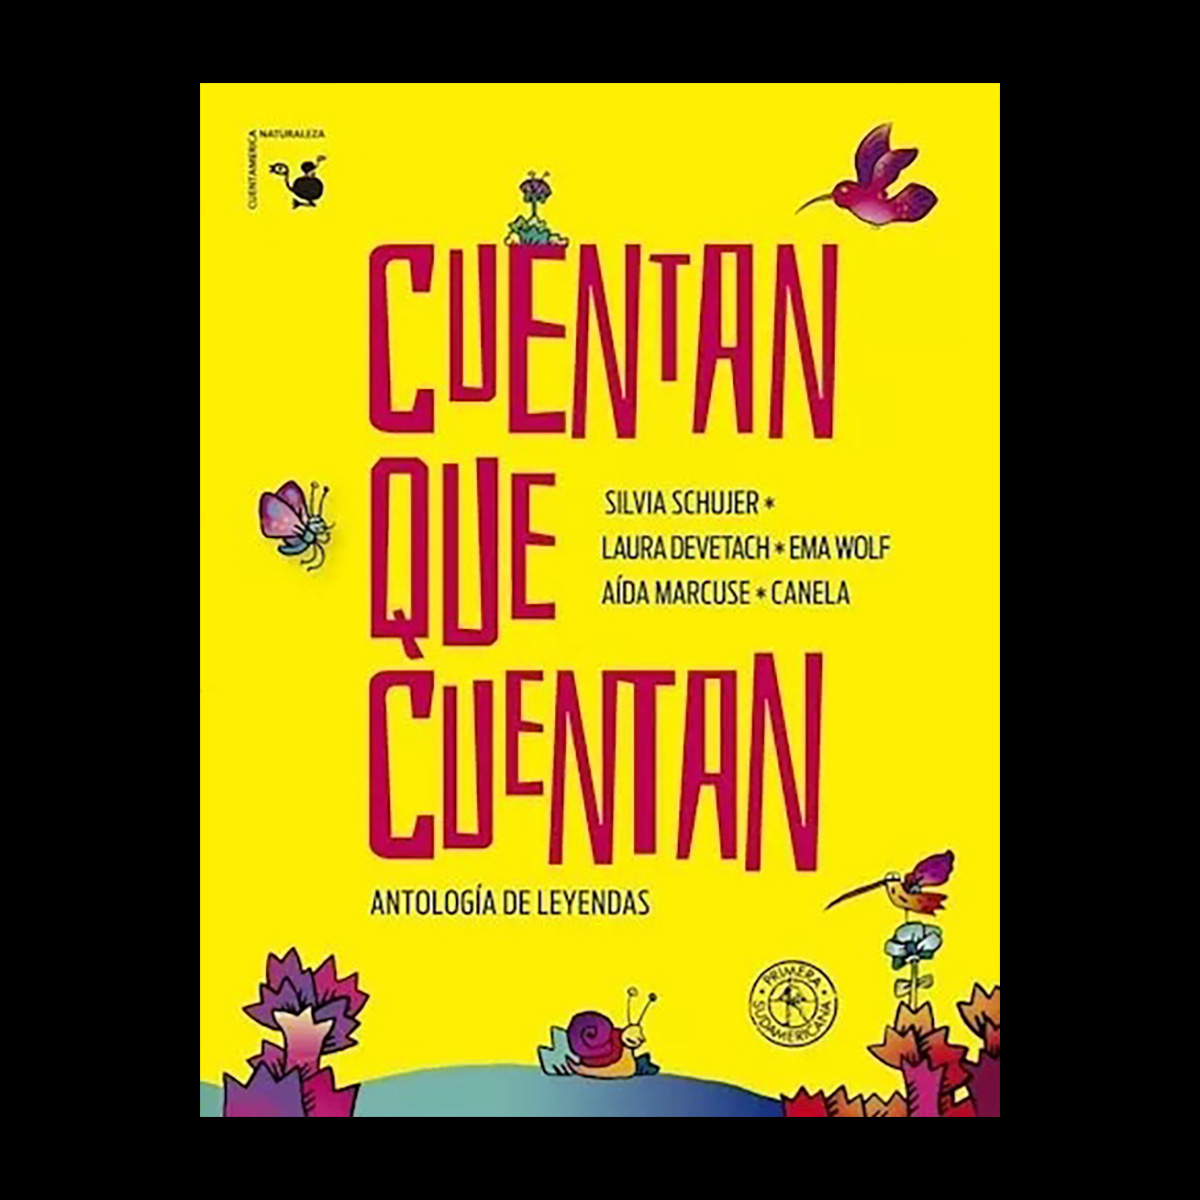 CUENTAMERICA
NATURALEZA
CUENTAN
QUE
CUENTAN
SILVIA SCHUJER *
LAURA DEVETACH * EMA WOLF
AÍDA MARCUSE * CANELA
ANTOLOGÍA DE LEYENDAS
PRIMERA
SUDAMERICANA